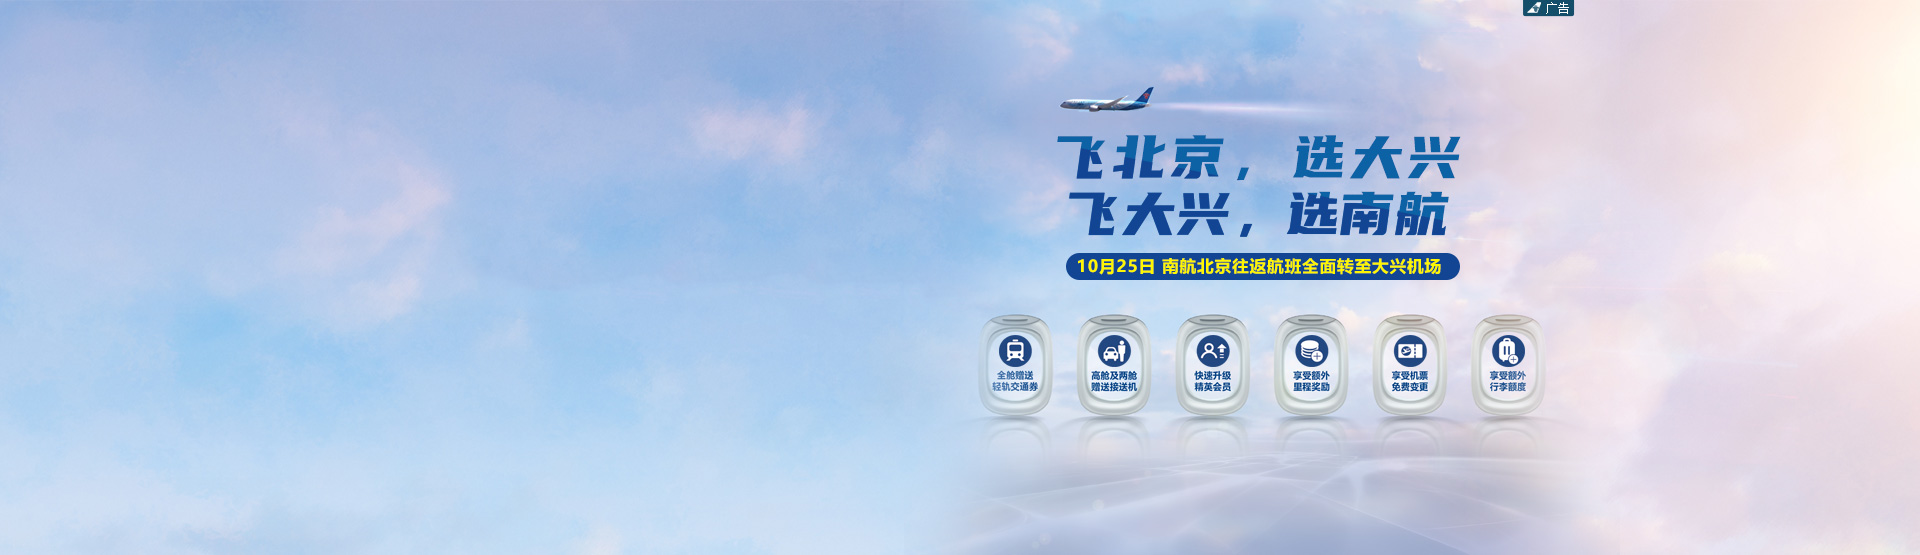 广告
飞北京，选大兴
飞大兴，选南航
10月25日 南航北京往返航班全面转至大兴机场
全舱赠送
轻轨交通券
高舱及两舱
赠送接送机
快速升级
精英会员
享受额外
里程奖励
享受机票
免费变更
享受额外
行李额度